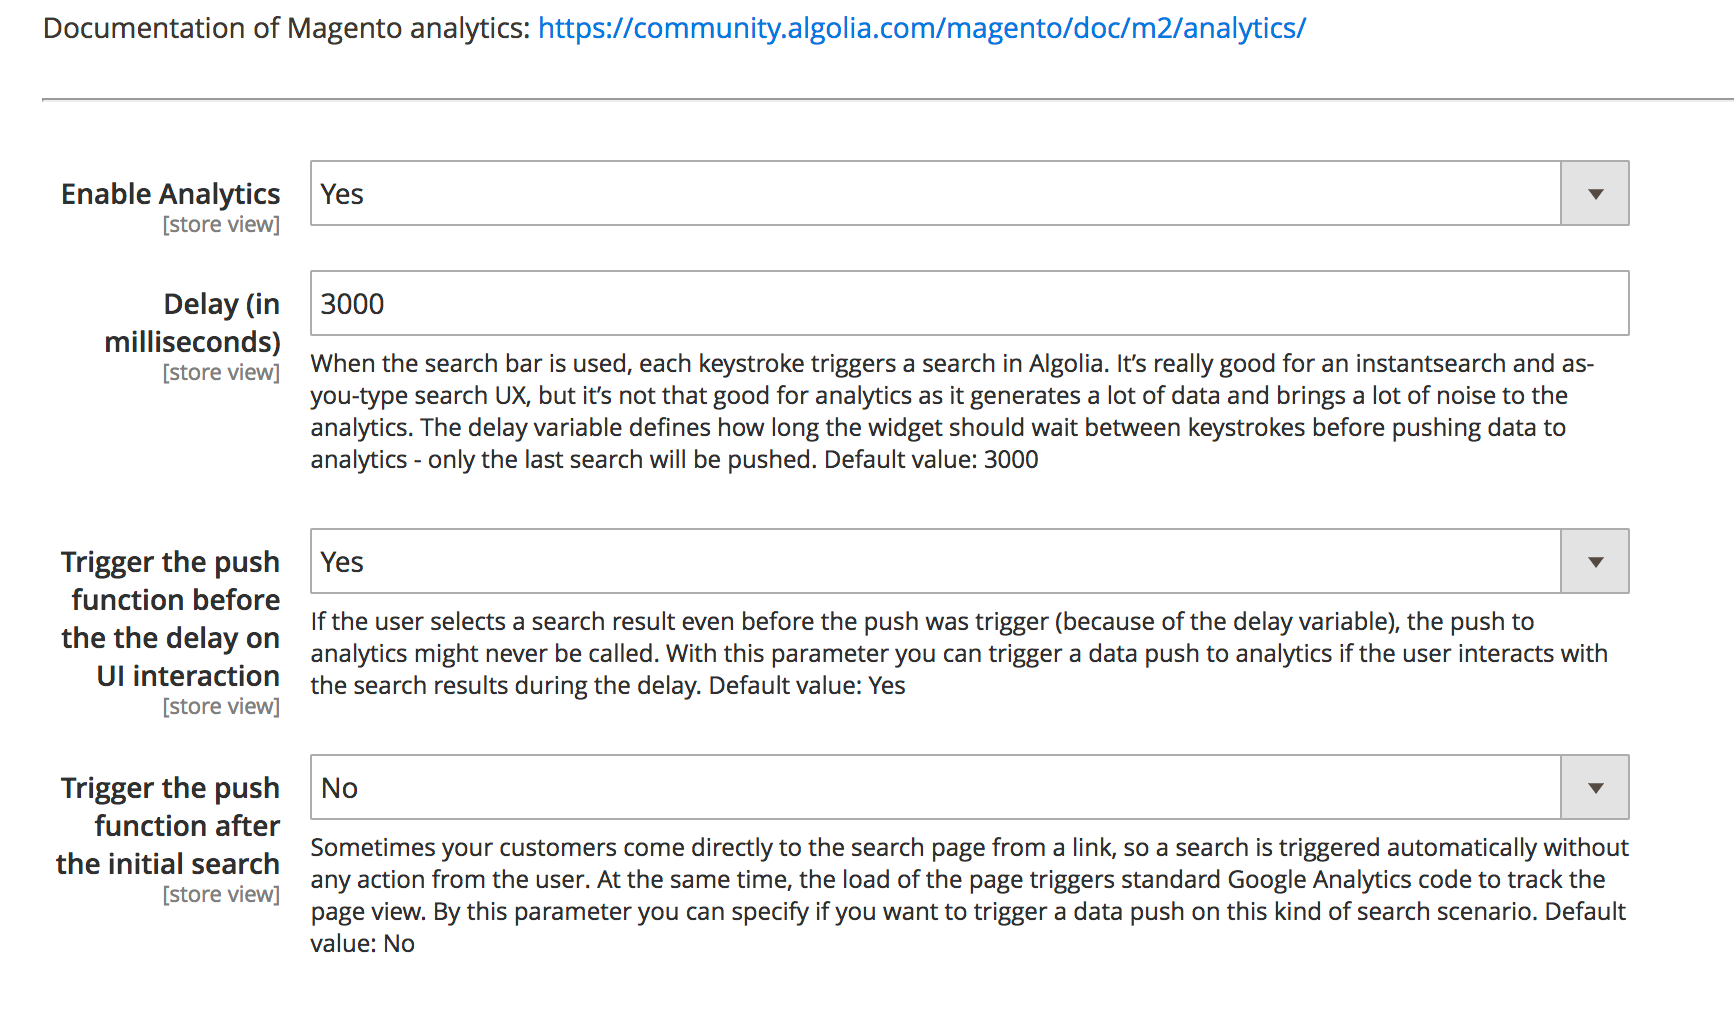 Documentation of Magento analytics: https://community.algolia.com/magento/doc/m2/analytics/
Enable Analytics
[store view]
Yes
Delay (in
milliseconds)
[store view]
3000
When the search bar is used, each keystroke triggers a search in Algolia. It’s really good for an instantsearch and as-
you-type search UX, but it’s not that good for analytics as it generates a lot of data and brings a lot of noise to the
analytics. The delay variable defines how long the widget should wait between keystrokes before pushing data to
analytics - only the last search will be pushed. Default value: 3000
Trigger the push
function before
the the delay on
UI interaction
[store view]
Yes
If the user selects a search result even before the push was trigger (because of the delay variable), the push to
analytics might never be called. With this parameter you can trigger a data push to analytics if the user interacts with
the search results during the delay. Default value: Yes
Trigger the push
function after
the initial search
[store view]
No
Sometimes your customers come directly to the search page from a link, so a search is triggered automatically without
any action from the user. At the same time, the load of the page triggers standard Google Analytics code to track the
page view. By this parameter you can specify if you want to trigger a data push on this kind of search scenario. Default
value: No